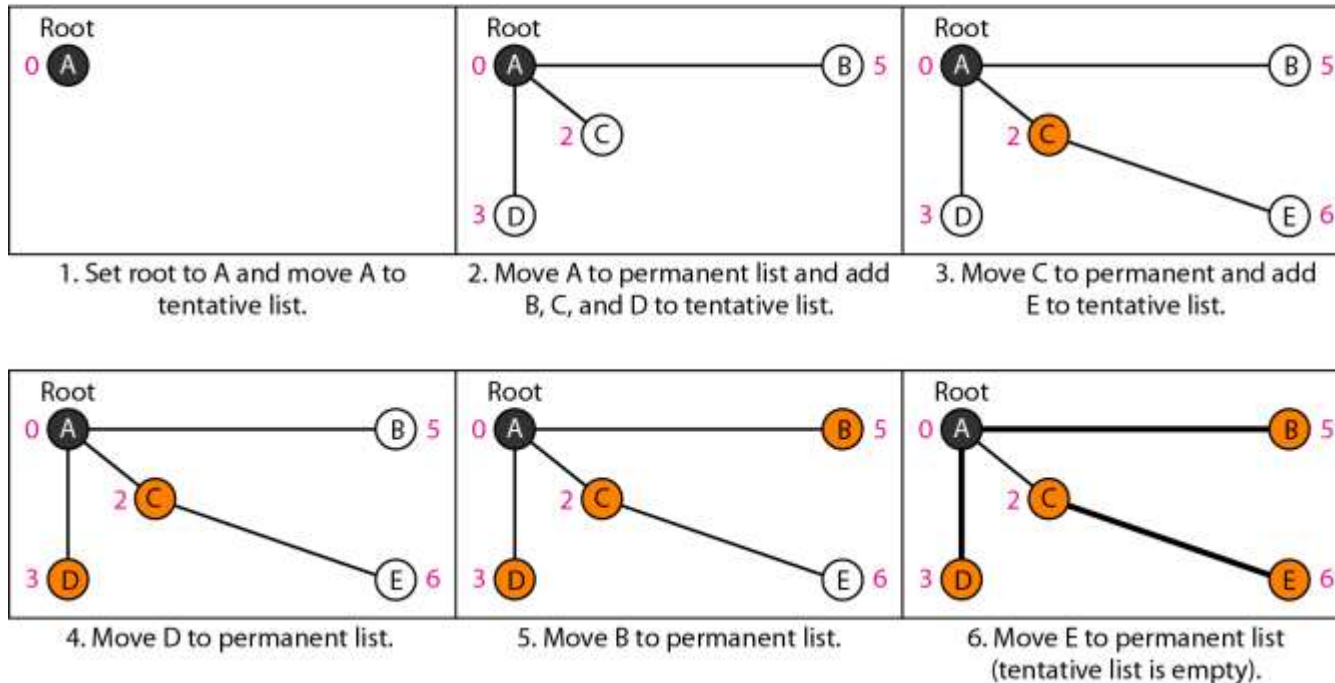 Root
0 A
1. Set root to A and move A to
tentative list.
Root
0 A B 5
2 C
3 D
2. Move A to permanent list and add
B, C, and D to tentative list.
Root
0 A B 5
2 C
3 D E 6
3. Move C to permanent and add
E to tentative list.
Root
0 A B 5
2 C
3 D E 6
4. Move D to permanent list.
Root
0 A B 5
2 C
3 D E 6
5. Move B to permanent list.
Root
0 A B 5
2 C
3 D E 6
6. Move E to permanent list
(tentative list is empty).